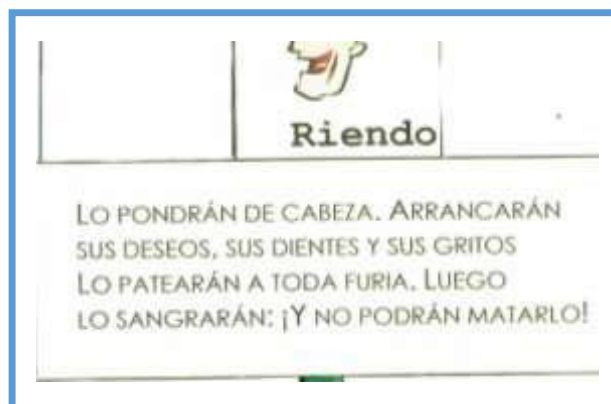 Riendo
LO PONDRÁN DE CABEZA. ARRANCARÁN
SUS DESEOS, SUS DIENTES Y SUS GRITOS
LO PATEARÁN A TODA FURIA. LUEGO
LO SANGRARÁN: ¡Y NO PODRÁN MATARLO!